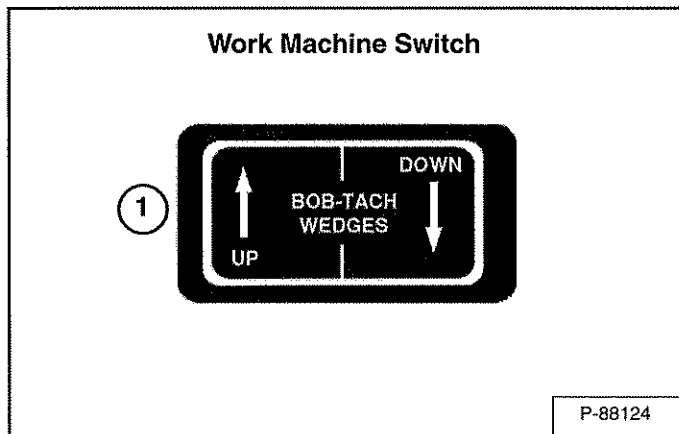 Work Machine Switch
1
UP
BOB-TACH
WEDGES
DOWN
P-88124